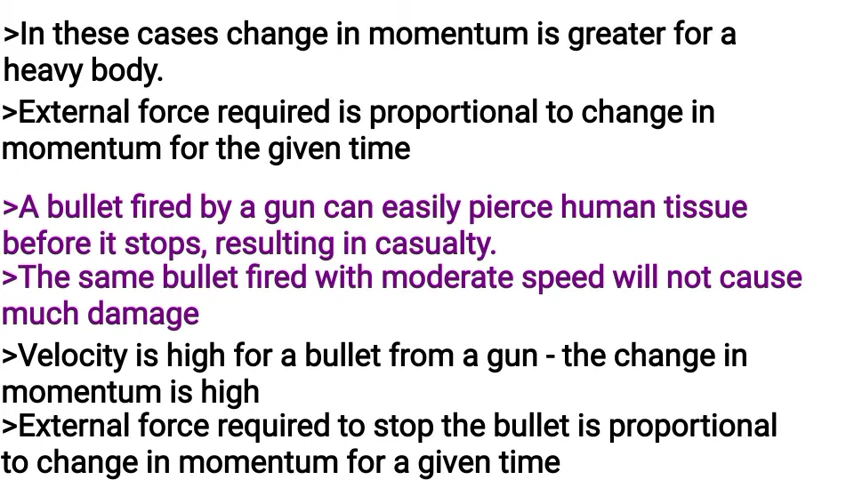 >In these cases change in momentum is greater for a
heavy body.
>External force required is proportional to change in
momentum for the given time
>A bullet fired by a gun can easily pierce human tissue
before it stops, resulting in casualty.
>The same bullet fired with moderate speed will not cause
much damage
>Velocity is high for a bullet from a gun - the change in
momentum is high
>External force required to stop the bullet is proportional
to change in momentum for a given time